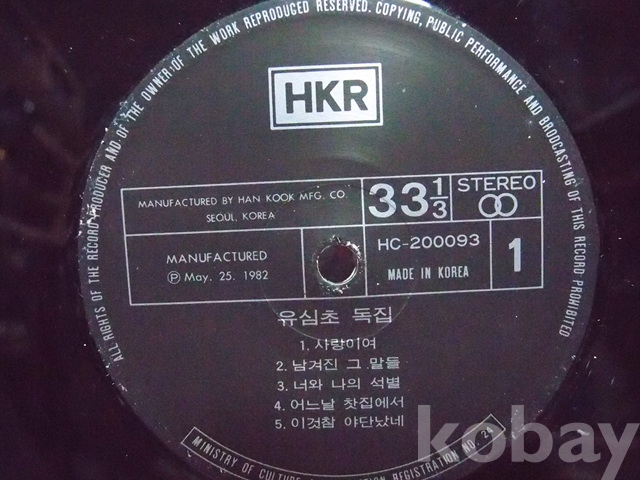 ALL RIGHTS OF THE RECORD PRODUCER AND OF THE OWNER OF THE WORK REPRODUCED RESERVED. COPYING, PUBLIC PERFORMANCE AND BRODCASTING OF THIS RECORD PROHIBITED
HKR
MANUFACTURED BY HAN KOOK MFG. CO.
SEOUL, KOREA
33 1/3
STEREO
MANUFACTURED
Ⓟ May. 25. 1982
HC-200093
MADE IN KOREA
1
유심초 독집
1. 사랑이여
2. 남겨진 그 말들
3. 너와 나의 석별
4. 어느날 찻집에서
5. 이것참 야단났네
MINISTRY OF CULTURE REGISTRATION NO. 2
kobay